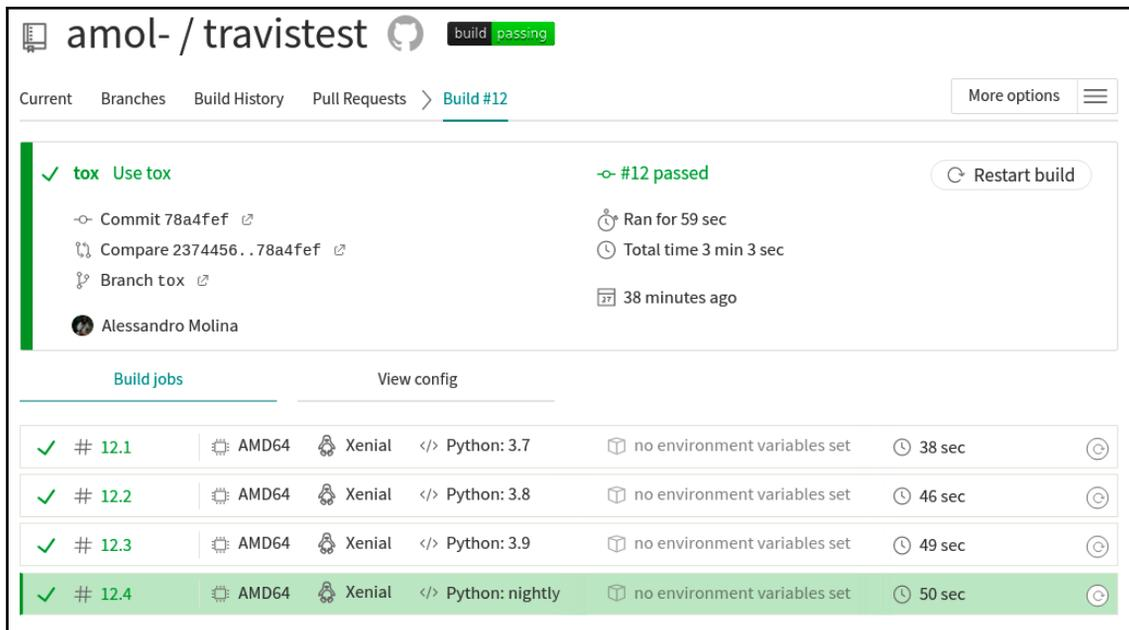 amol- / travistest build passing
Current Branches Build History Pull Requests Build #12 More options
tox Use tox #12 passed Restart build
Commit 78a4fef Ran for 59 sec
Compare 2374456..78a4fef Total time 3 min 3 sec
Branch tox
27 38 minutes ago
Alessandro Molina
Build jobs View config
# 12.1 AMD64 Xenial </> Python: 3.7 no environment variables set 38 sec
# 12.2 AMD64 Xenial </> Python: 3.8 no environment variables set 46 sec
# 12.3 AMD64 Xenial </> Python: 3.9 no environment variables set 49 sec
# 12.4 AMD64 Xenial </> Python: nightly no environment variables set 50 sec